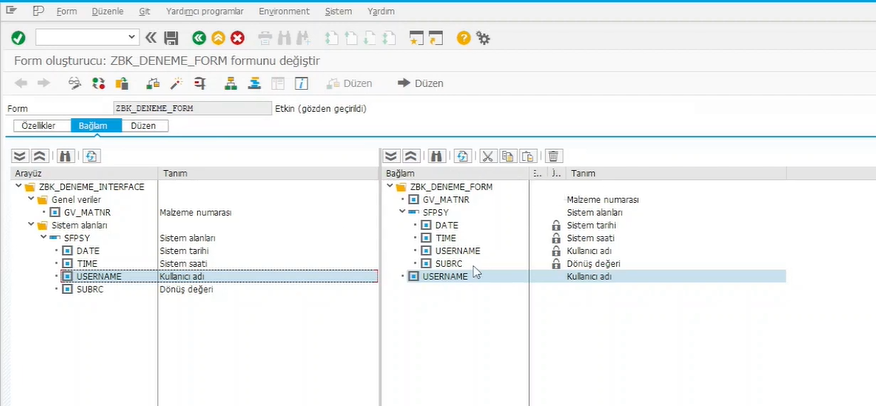 Form Düzenle Git Yardımcı programlar Environment Sistem Yardım
Form oluşturucu: ZBK_DENEME_FORM formunu değiştir
Düzen Düzen
Form ZBK_DENEME_FORM Etkin (gözden geçirildi)
Özellikler Bağlam Düzen
Arayüz Tanım Bağlam E.. J.. Tanım
ZBK_DENEME_INTERFACE ZBK_DENEME_FORM
Genel veriler GV_MATNR Malzeme numarası
GV_MATNR Malzeme numarası SFPSY Sistem alanları
Sistem alanları DATE Sistem tarihi
SFPSY Sistem alanları TIME Sistem saati
DATE Sistem tarihi USERNAME Kullanıcı adı
TIME Sistem saati SUBRC Dönüş değeri
USERNAME Kullanıcı adı USERNAME Kullanıcı adı
SUBRC Dönüş değeri